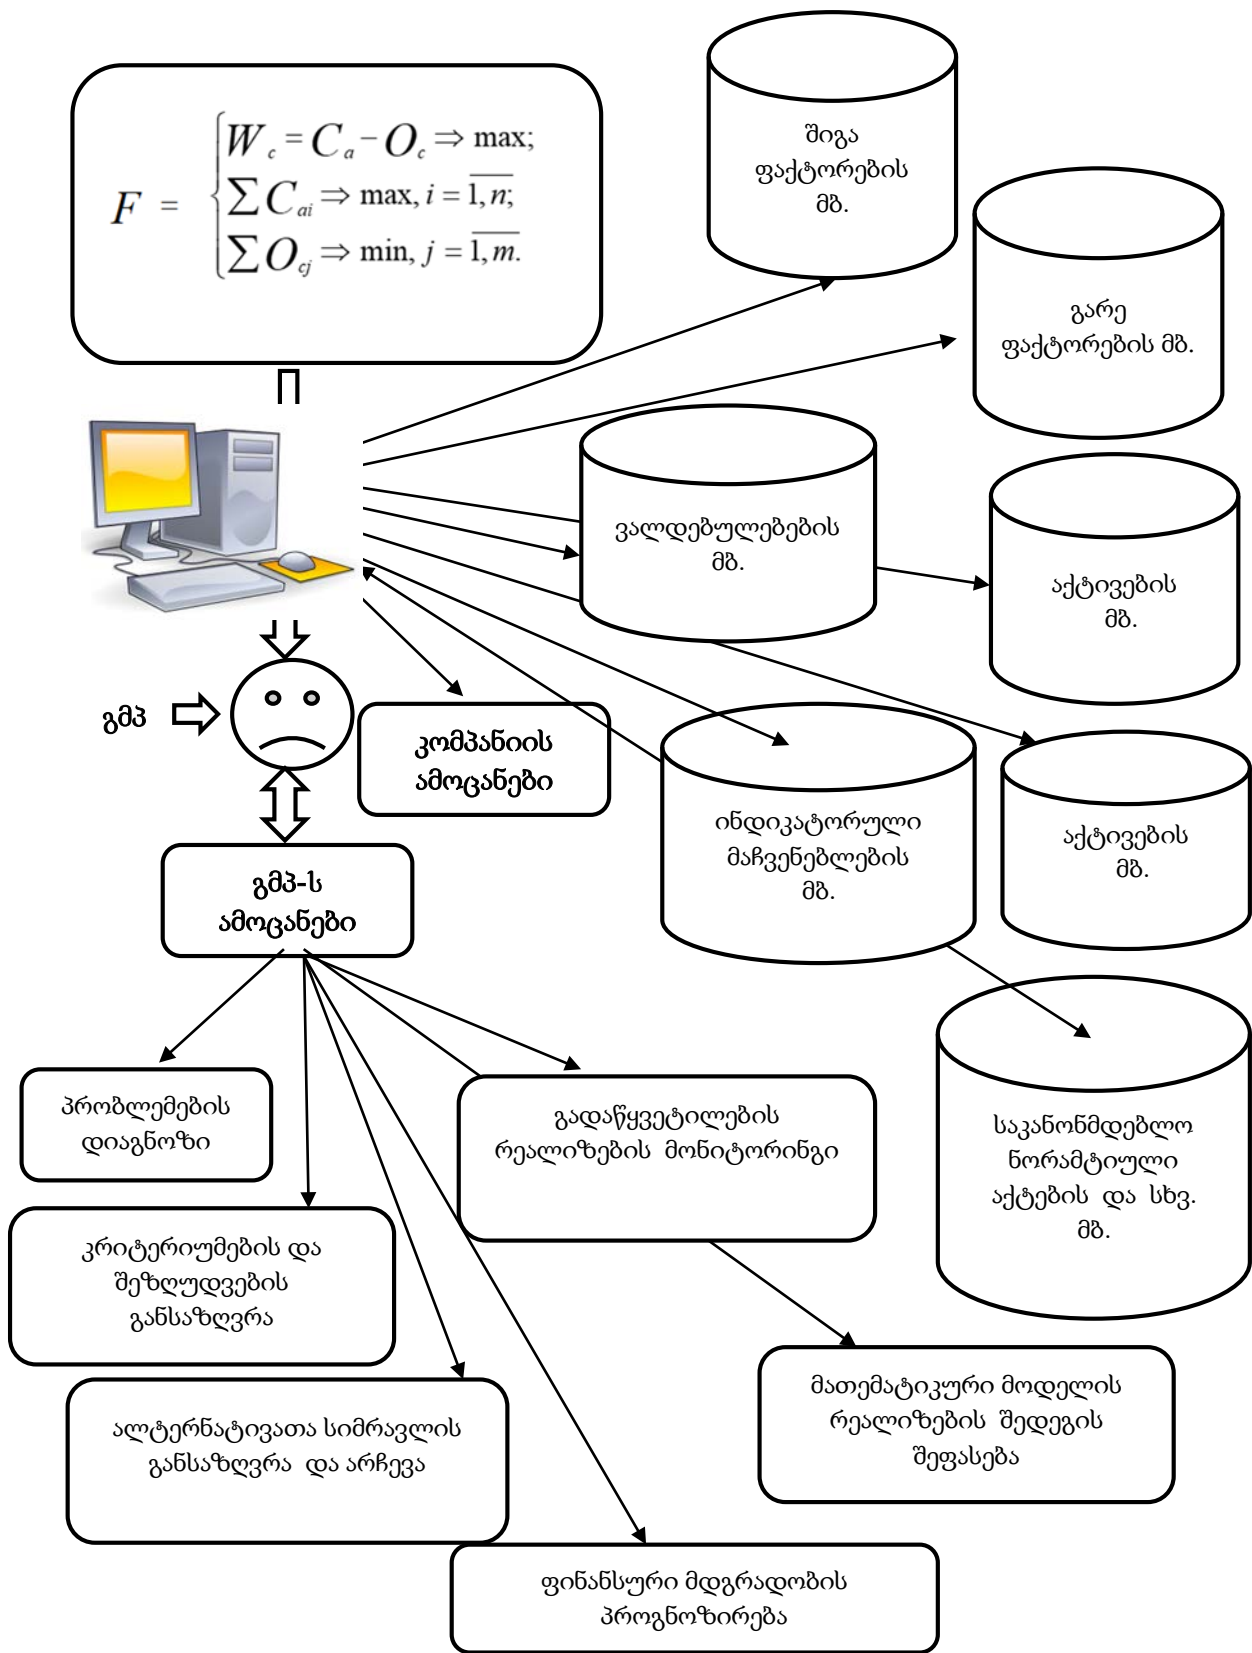 F = { W_c = C_a − O_c ⇒ max;
∑ C_ai ⇒ max, i = \overline{1,n};
∑ O_cj ⇒ min, j = \overline{1,m}.
შიგა
ფაქტორების
მბ.
გარე
ფაქტორების მბ.
ვალდებულებების
მბ.
აქტივების
მბ.
გმპ
კომპანიის
ამოცანები
ინდიკატორული
მაჩვენებლების
მბ.
აქტივების
მბ.
გმპ-ს
ამოცანები
პრობლემების
დიაგნოზი
გადაწყვეტილების
რეალიზების მონიტორინგი
საკანონმდებლო
ნორამტიული
აქტების და სხვ.
მბ.
კრიტერიუმების და
შეზღუდვების
განსაზღვრა
მათემატიკური მოდელის
რეალიზების შედეგის
შეფასება
ალტერნატივათა სიმრავლის
განსაზღვრა და არჩევა
ფინანსური მდგრადობის
პროგნოზირება